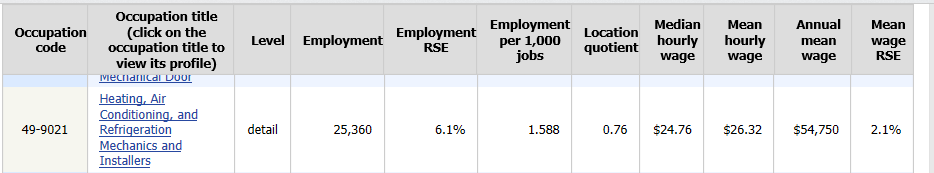 Occupation code
Occupation title (click on the occupation title to view its profile)
Level
Employment
Employment RSE
Employment per 1,000 jobs
Location quotient
Median hourly wage
Mean hourly wage
Annual mean wage
Mean wage RSE
Mechanical Door
49-9021
Heating, Air
Conditioning, and
Refrigeration
Mechanics and
Installers
detail
25,360
6.1%
1.588
0.76
$24.76
$26.32
$54,750
2.1%